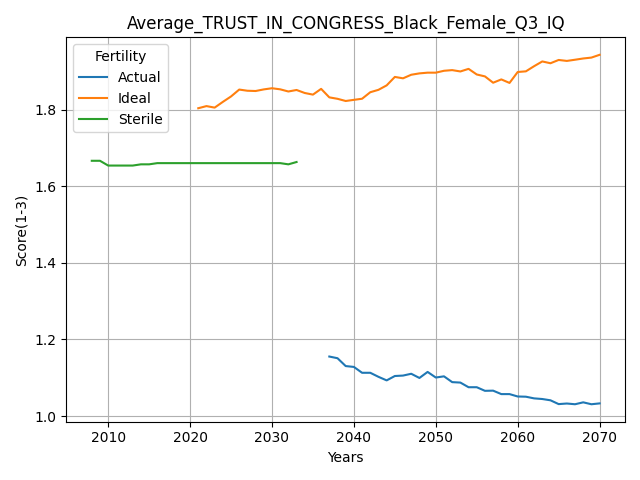 Average_TRUST_IN_CONGRESS_Black_Female_Q3_IQ
Fertility
Actual
Ideal
Sterile
Score(1-3)
1.8
1.6
1.4
1.2
1.0
2010 2020 2030 2040 2050 2060 2070
Years